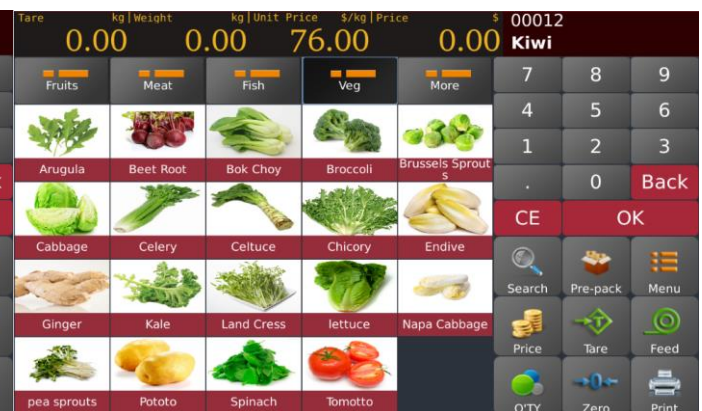 Tare kg Weight kg Unit Price $/kg Price $
0.00 0.00 76.00 0.00
00012
Kiwi
Fruits Meat Fish Veg More
Arugula Beet Root Bok Choy Broccoli Brussels Sprout
s
Cabbage Celery Celtuce Chicory Endive
Ginger Kale Land Cress lettuce Napa Cabbage
pea sprouts Pototo Spinach Tomotto
7 8 9
4 5 6
1 2 3
. 0 Back
CE OK
Search Pre-pack Menu
Price Tare Feed
Q'TY Zero Print